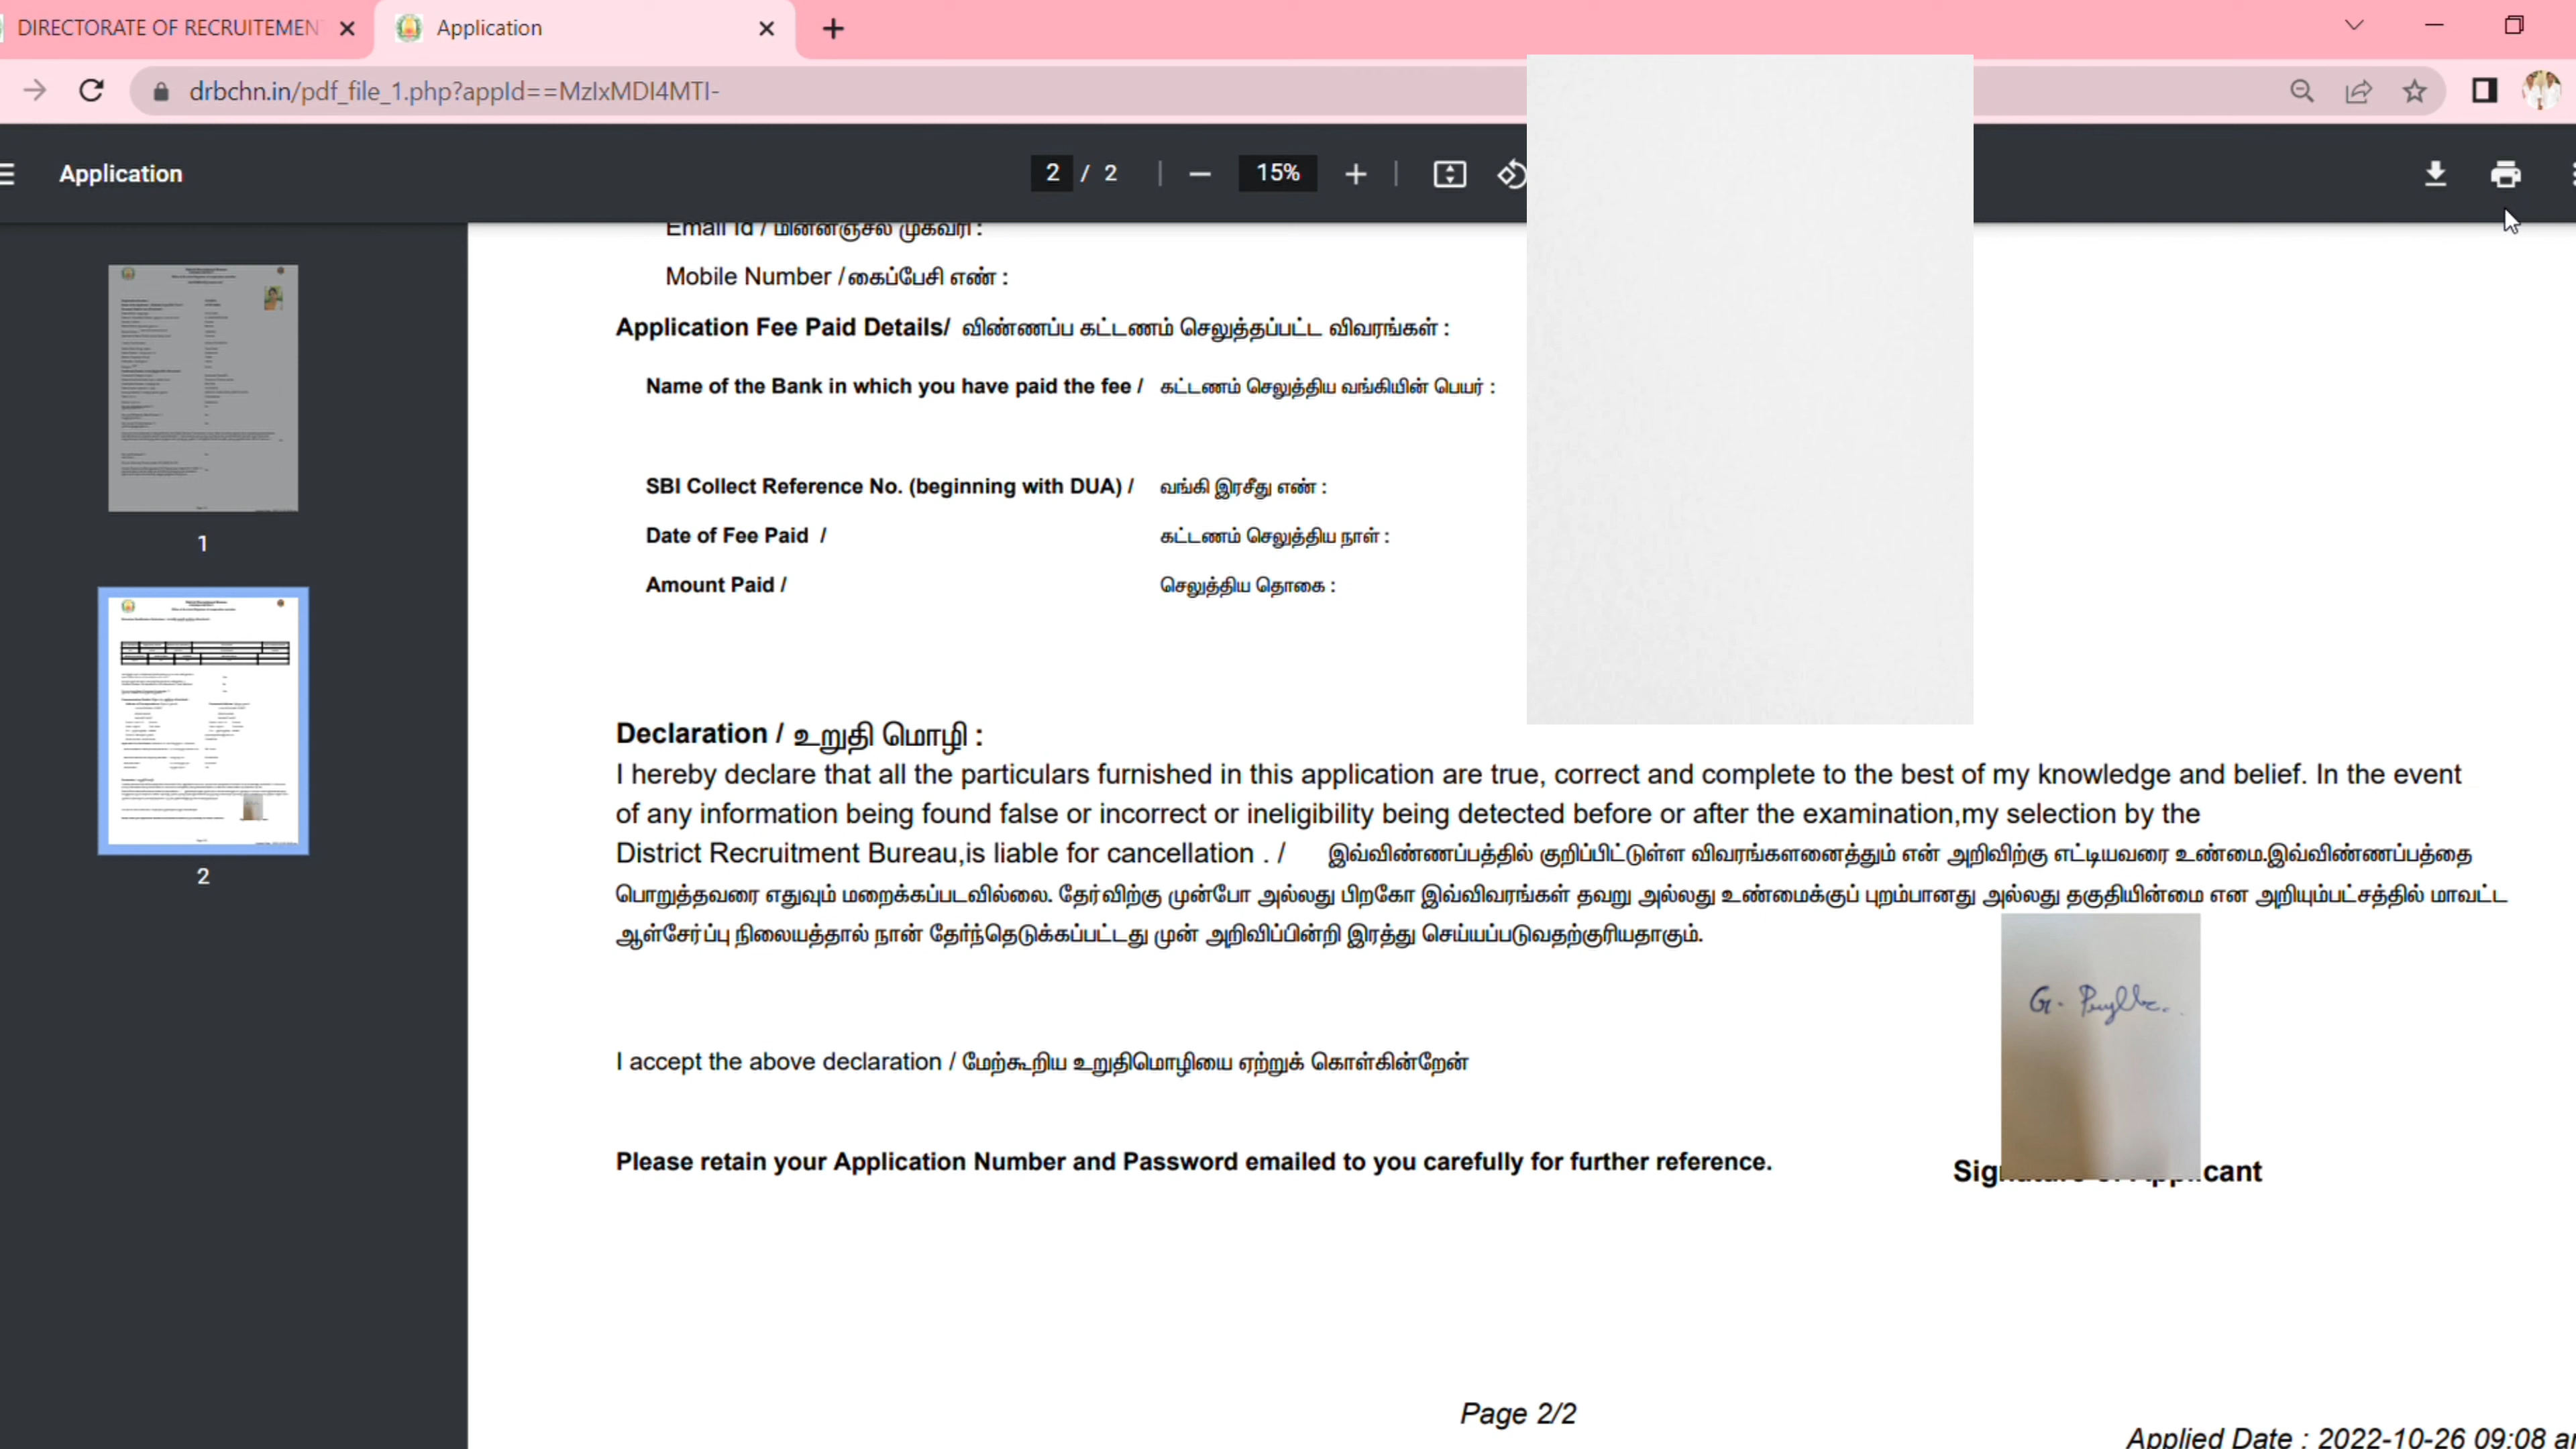 DIRECTORATE OF RECRUITEMEN
Application
drbchn.in/pdf_file_1.php?appId==MzIxMDI4MTI-
Application
2 / 2
15%
Mobile Number / கைப்பேசி எண் :
Application Fee Paid Details/ விண்ணப்ப கட்டணம் செலுத்தப்பட்ட விவரங்கள் :
Name of the Bank in which you have paid the fee / கட்டணம் செலுத்திய வங்கியின் பெயர் :
SBI Collect Reference No. (beginning with DUA) / வங்கி இரசீது எண் :
Date of Fee Paid / கட்டணம் செலுத்திய நாள் :
Amount Paid / செலுத்திய தொகை :
Declaration / உறுதி மொழி :
I hereby declare that all the particulars furnished in this application are true, correct and complete to the best of my knowledge and belief. In the event
of any information being found false or incorrect or ineligibility being detected before or after the examination,my selection by the
District Recruitment Bureau,is liable for cancellation . / இவ்விண்ணப்பத்தில் குறிப்பிட்டுள்ள விவரங்களனைத்தும் என் அறிவிற்கு எட்டியவரை உண்மை.இவ்விண்ணப்பத்தை
பொறுத்தவரை எதுவும் மறைக்கப்படவில்லை. தேர்விற்கு முன்போ அல்லது பிறகோ இவ்விவரங்கள் தவறு அல்லது உண்மைக்குப் புறம்பானது அல்லது தகுதியின்மை என அறியும்பட்சத்தில் மாவட்ட
ஆள்சேர்ப்பு நிலையத்தால் நான் தேர்ந்தெடுக்கப்பட்டது முன் அறிவிப்பின்றி இரத்து செய்யப்படுவதற்குரியதாகும்.
I accept the above declaration / மேற்கூறிய உறுதிமொழியை ஏற்றுக் கொள்கின்றேன்
Please retain your Application Number and Password emailed to you carefully for further reference.
Page 2/2
Applied Date : 2022-10-26 09:08
1
2